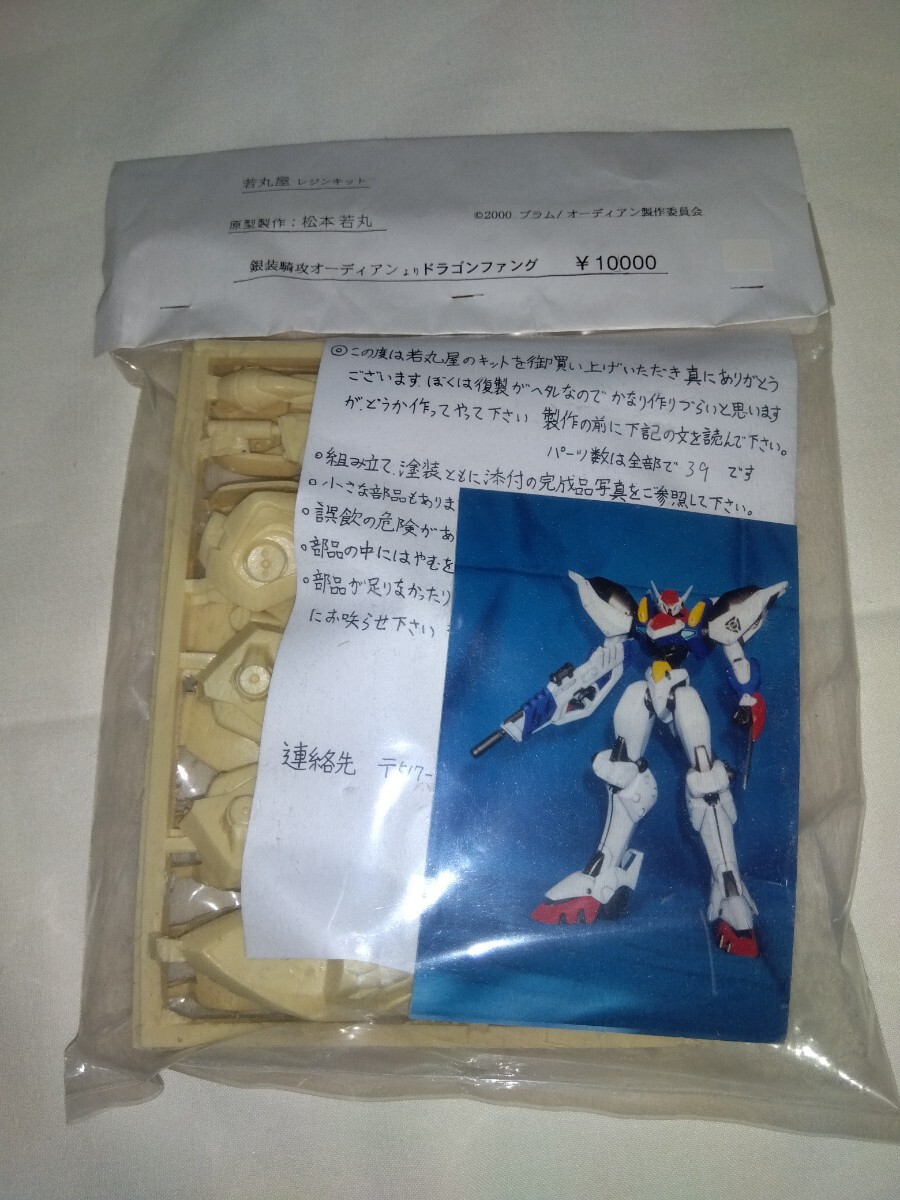 若丸屋 レジンキット
原型製作：松本若丸
©2000 プラム/オーディアン製作委員会
銀装騎攻オーディアンよりドラゴンファング ￥10000
◎この度は若丸屋のキットを御買い上げいただき真にありがとう
ございます。ぼくは復製がヘタレなのでかなり作りづらいと思います
が、どうか作ってやって下さい 製作の前に下記の文を読んで下さい。
パーツ数は全部で 39 です
○組み立て、塗装ともに添付の完成品写真をご参照して下さい。
○小さな部品もありま
○誤飲の危険があ
○部品の中にはやむを
○部品が足りなかったり
にお知らせ下さい
連絡先 〒517-